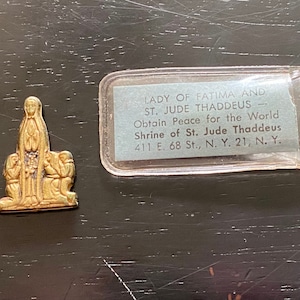 LADY OF FATIMA AND
ST. JUDE THADDEUS —
Obtain Peace for the World
Shrine of St. Jude Thaddeus
411 E. 68 St., N. Y. 21, N. Y.